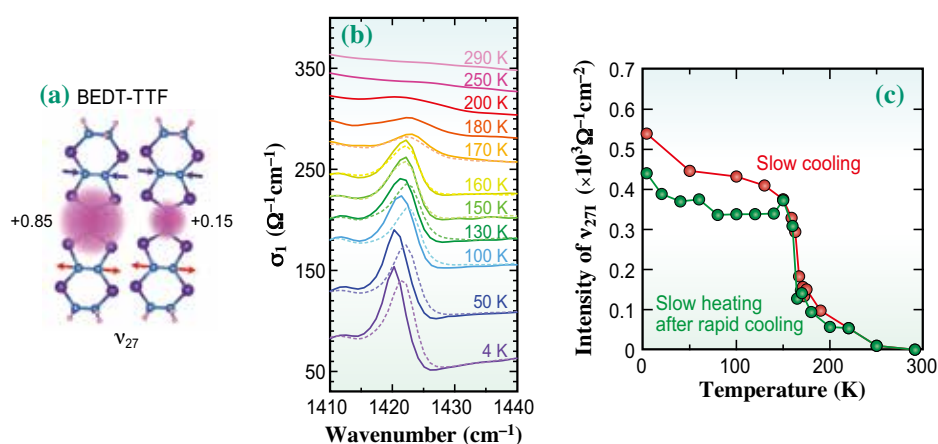 (a) BEDT-TTF
+0.85
+0.15
ν27
(b)
σ1 (Ω−1cm−1)
350
250
150
50
290 K
250 K
200 K
180 K
170 K
160 K
150 K
130 K
100 K
50 K
4 K
1410 1420 1430 1440
Wavenumber (cm−1)
(c)
Intensity of ν27I (×10³Ω−1cm−2)
0.7
0.6
0.5
0.4
0.3
0.2
0.1
0
Slow cooling
Slow heating
after rapid cooling
0 100 200 300
Temperature (K)